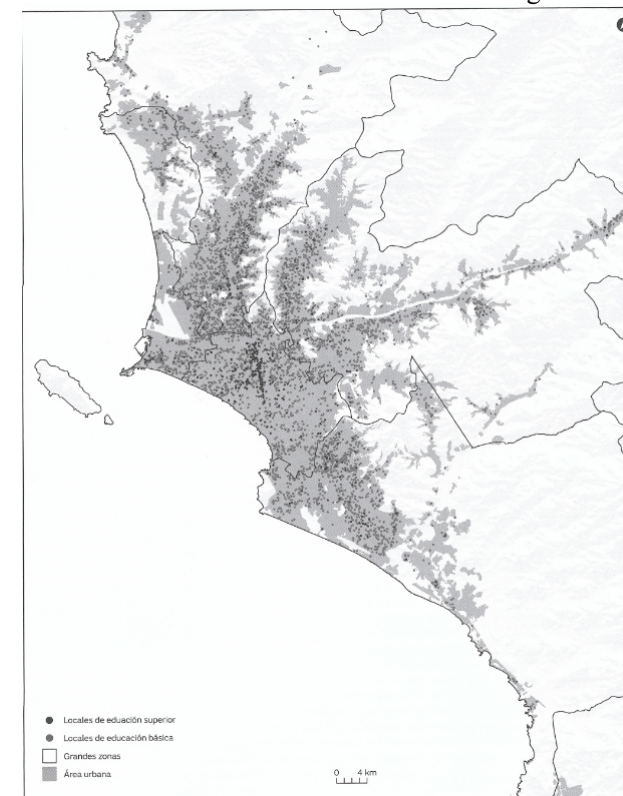 Locales de eduación superior
Locales de educación básica
Grandes zonas
Área urbana
0 4 km